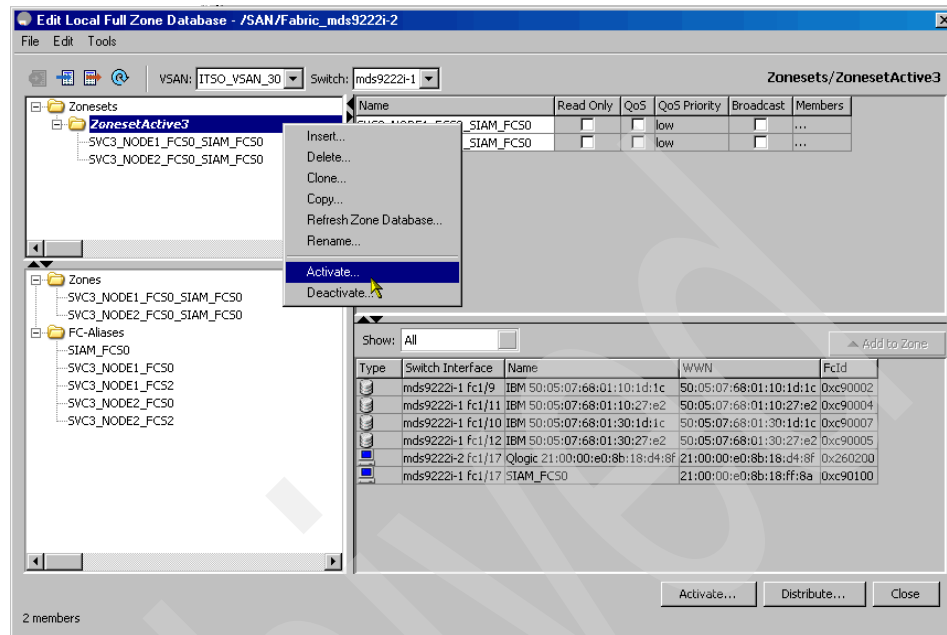 Edit Local Full Zone Database - /SAN/Fabric_mds9222i-2
File Edit Tools
VSAN: ITSO_VSAN_30 Switch: mds9222i-1 Zonesets/ZonesetActive3
Zonesets
ZonesetActive3
SVC3_NODE1_FCS0_SIAM_FCS0
SVC3_NODE2_FCS0_SIAM_FCS0
Name Read Only QoS QoS Priority Broadcast Members
_SIAM_FCS0 low ...
_SIAM_FCS0 low ...
Insert...
Delete...
Clone...
Copy...
Refresh Zone Database...
Rename...
Activate...
Deactivate...
Zones
SVC3_NODE1_FCS0_SIAM_FCS0
SVC3_NODE2_FCS0_SIAM_FCS0
FC-Aliases
SIAM_FCS0
SVC3_NODE1_FCS0
SVC3_NODE1_FCS2
SVC3_NODE2_FCS0
SVC3_NODE2_FCS2
Show: All Add to Zone
Type Switch Interface Name WWN FcId
mds9222i-1 fc1/9 IBM 50:05:07:68:01:10:1d:1c 50:05:07:68:01:10:1d:1c 0xc90002
mds9222i-1 fc1/11 IBM 50:05:07:68:01:10:27:e2 50:05:07:68:01:10:27:e2 0xc90004
mds9222i-1 fc1/10 IBM 50:05:07:68:01:30:1d:1c 50:05:07:68:01:30:1d:1c 0xc90007
mds9222i-1 fc1/12 IBM 50:05:07:68:01:30:27:e2 50:05:07:68:01:30:27:e2 0xc90005
mds9222i-2 fc1/17 Qlogic 21:00:00:e0:8b:18:d4:8f 21:00:00:e0:8b:18:d4:8f 0x260200
mds9222i-1 fc1/17 SIAM_FCS0 21:00:00:e0:8b:18:ff:8a 0xc90100
Activate... Distribute... Close
2 members